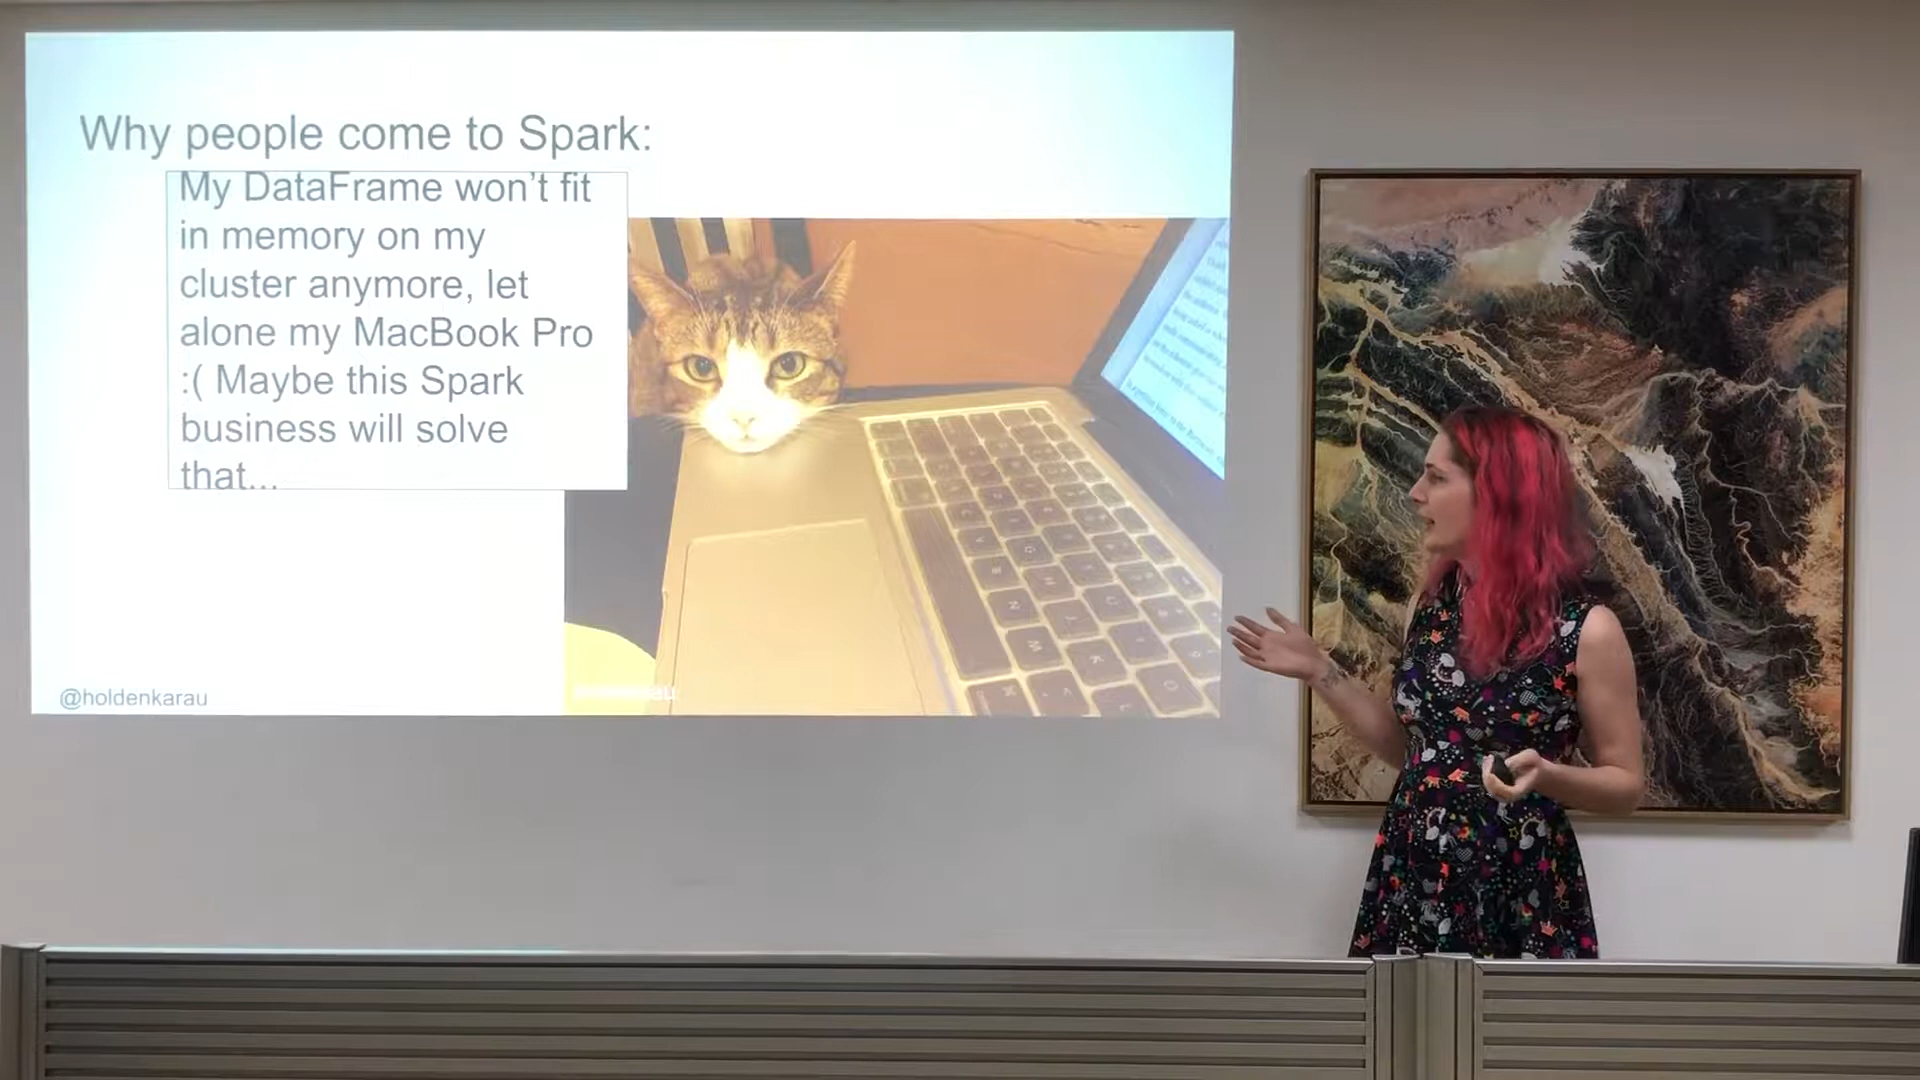 Why people come to Spark:
My DataFrame won't fit
in memory on my
cluster anymore, let
alone my MacBook Pro
:( Maybe this Spark
business will solve
that...
@holdenkarau